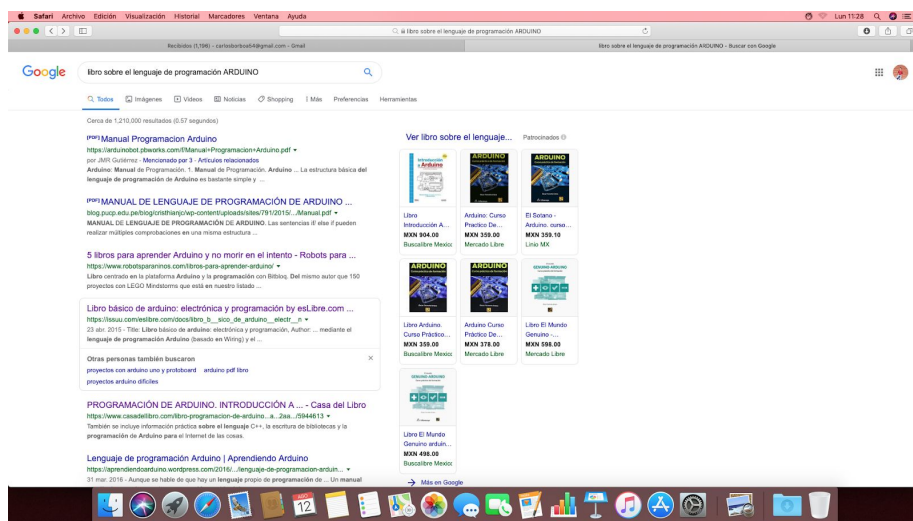 Safari Archivo Edición Visualización Historial Marcadores Ventana Ayuda
Lun 11:28
libro sobre el lenguaje de programación ARDUINO
Recibidos (1,196) - carlosborboa54@gmail.com - Gmail
libro sobre el lenguaje de programación ARDUINO - Buscar con Google
Google
libro sobre el lenguaje de programación ARDUINO
Todos Imágenes Videos Noticias Shopping Más Preferencias Herramientas
Cerca de 1,210,000 resultados (0.57 segundos)
[PDF] Manual Programacion Arduino
https://arduinobot.pbworks.com/f/Manual+Programacion+Arduino.pdf
por JMR Gutiérrez - Mencionado por 3 - Artículos relacionados
Arduino: Manual de Programación. 1. Manual de Programación. Arduino ... La estructura básica del
lenguaje de programación de Arduino es bastante simple y ...
[PDF] MANUAL DE LENGUAJE DE PROGRAMACIÓN DE ARDUINO ...
blog.pucp.edu.pe/blog/cristhianjc/wp-content/uploads/sites/791/2015/.../Manual.pdf
MANUAL DE LENGUAJE DE PROGRAMACIÓN DE ARDUINO. Las sentencias if/ else if pueden
realizar múltiples comprobaciones en una misma estructura ...
5 libros para aprender Arduino y no morir en el intento - Robots para ...
https://www.robotsparaninos.com/libros-para-aprender-arduino/
Libro centrado en la plataforma Arduino y la programación con Bitbloq. Del mismo autor que 150
proyectos con LEGO Mindstorms que está en nuestro listado ...
Libro básico de arduino: electrónica y programación by esLibre.com ...
https://issuu.com/eslibre.com/docs/libro_b__sico_de_arduino__electr__n
23 abr. 2015 - Title: Libro básico de arduino: electrónica y programación, Author: ... mediante el
lenguaje de programación Arduino (basado en Wiring) y el ...
Otras personas también buscaron
proyectos con arduino uno y protoboard arduino pdf libro
proyectos arduino dificiles
PROGRAMACIÓN DE ARDUINO. INTRODUCCIÓN A ... - Casa del Libro
https://www.casadellibro.com/libro-programacion-de-arduino...a...2aa.../5944613
También se incluye información práctica sobre el lenguaje C++, la escritura de bibliotecas y la
programación de Arduino para el Internet de las cosas.
Lenguaje de programación Arduino | Aprendiendo Arduino
https://aprendiendoarduino.wordpress.com/2016/.../lenguaje-de-programacion-arduin...
31 mar. 2016 - Aunque se hable de que hay un lenguaje propio de programación de ... Un manual
Ver libro sobre el lenguaje... Patrocinados
Introducción
a Arduino
ARDUINO
ARDUINO
Libro
Introducción A...
MXN 904.00
Buscalibre Mexico
Arduino: Curso
Practico De...
MXN 359.00
Mercado Libre
El Sotano -
Arduino. curso...
MXN 359.10
Linio MX
ARDUINO
ARDUINO
GENUINO ARDUINO
Libro Arduino.
Curso Práctico...
MXN 359.00
Buscalibre Mexico
Arduino Curso
Práctico De...
MXN 378.00
Mercado Libre
Libro El Mundo
Genuino -...
MXN 598.00
Mercado Libre
GENUINO ARDUINO
Libro El Mundo
Genuino arduin...
MXN 498.00
Buscalibre Mexico
Más en Google
AGO
12